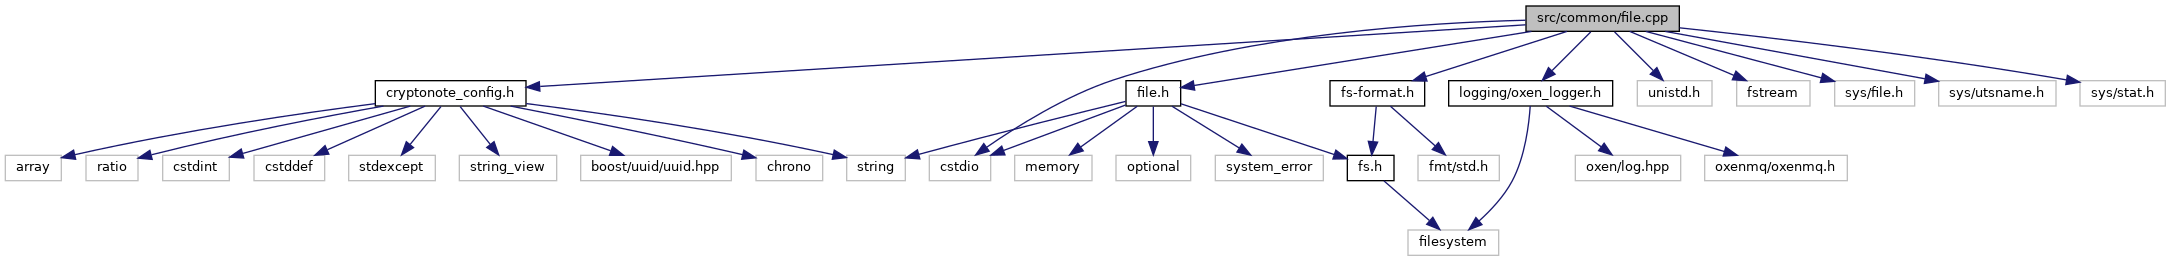 src/common/file.cpp
cryptonote_config.h
file.h
fs-format.h
logging/oxen_logger.h
unistd.h
fstream
sys/file.h
sys/utsname.h
sys/stat.h
array
ratio
cstdint
cstddef
stdexcept
string_view
boost/uuid/uuid.hpp
chrono
string
cstdio
memory
optional
system_error
fs.h
fmt/std.h
oxen/log.hpp
oxenmq/oxenmq.h
filesystem